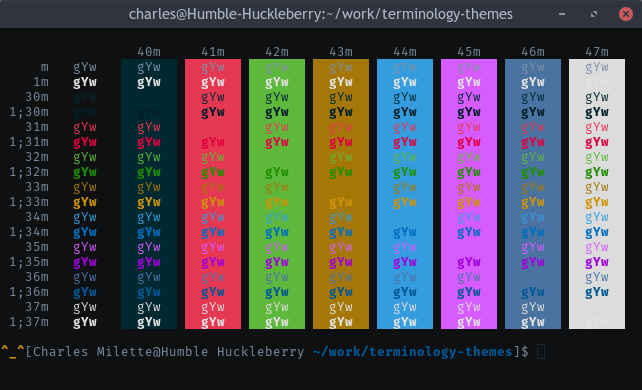 charles@Humble-Huckleberry:~/work/terminology-themes
40m 41m 42m 43m 44m 45m 46m 47m
m gYw gYw gYw gYw gYw gYw gYw gYw gYw
1m gYw gYw gYw gYw gYw gYw gYw gYw gYw
30m gYw gYw gYw gYw gYw gYw gYw gYw
1;30m gYw gYw gYw gYw gYw gYw gYw gYw
31m gYw gYw gYw gYw gYw gYw gYw gYw
1;31m gYw gYw gYw gYw gYw gYw gYw gYw gYw
32m gYw gYw gYw gYw gYw gYw gYw gYw
1;32m gYw gYw gYw gYw gYw gYw gYw gYw gYw
33m gYw gYw gYw gYw gYw gYw gYw gYw
1;33m gYw gYw gYw gYw gYw gYw gYw gYw gYw
34m gYw gYw gYw gYw gYw gYw gYw gYw
1;34m gYw gYw gYw gYw gYw gYw gYw gYw gYw
35m gYw gYw gYw gYw gYw gYw gYw gYw
1;35m gYw gYw gYw gYw gYw gYw gYw gYw gYw
36m gYw gYw gYw gYw gYw gYw gYw gYw
1;36m gYw gYw gYw gYw gYw gYw gYw gYw gYw
37m gYw gYw gYw gYw gYw gYw gYw gYw
1;37m gYw gYw gYw gYw gYw gYw gYw gYw gYw
^_^[Charles Milette@Humble Huckleberry ~/work/terminology-themes]$